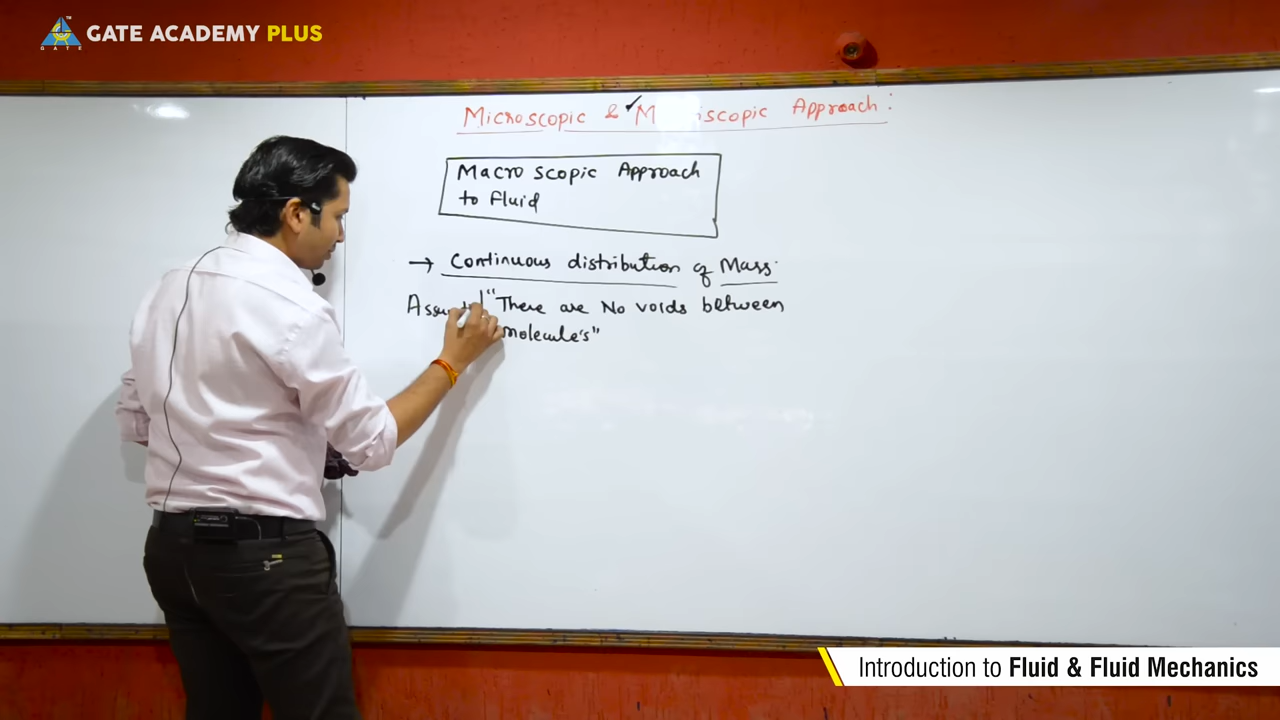 GATE ACADEMY PLUS
GATE
Microscopic & M iscopic Approach:
Macroscopic Approach
to Fluid
→ Continuous distribution of Mass.
"There are No voids between
molecule's"
Introduction to Fluid & Fluid Mechanics